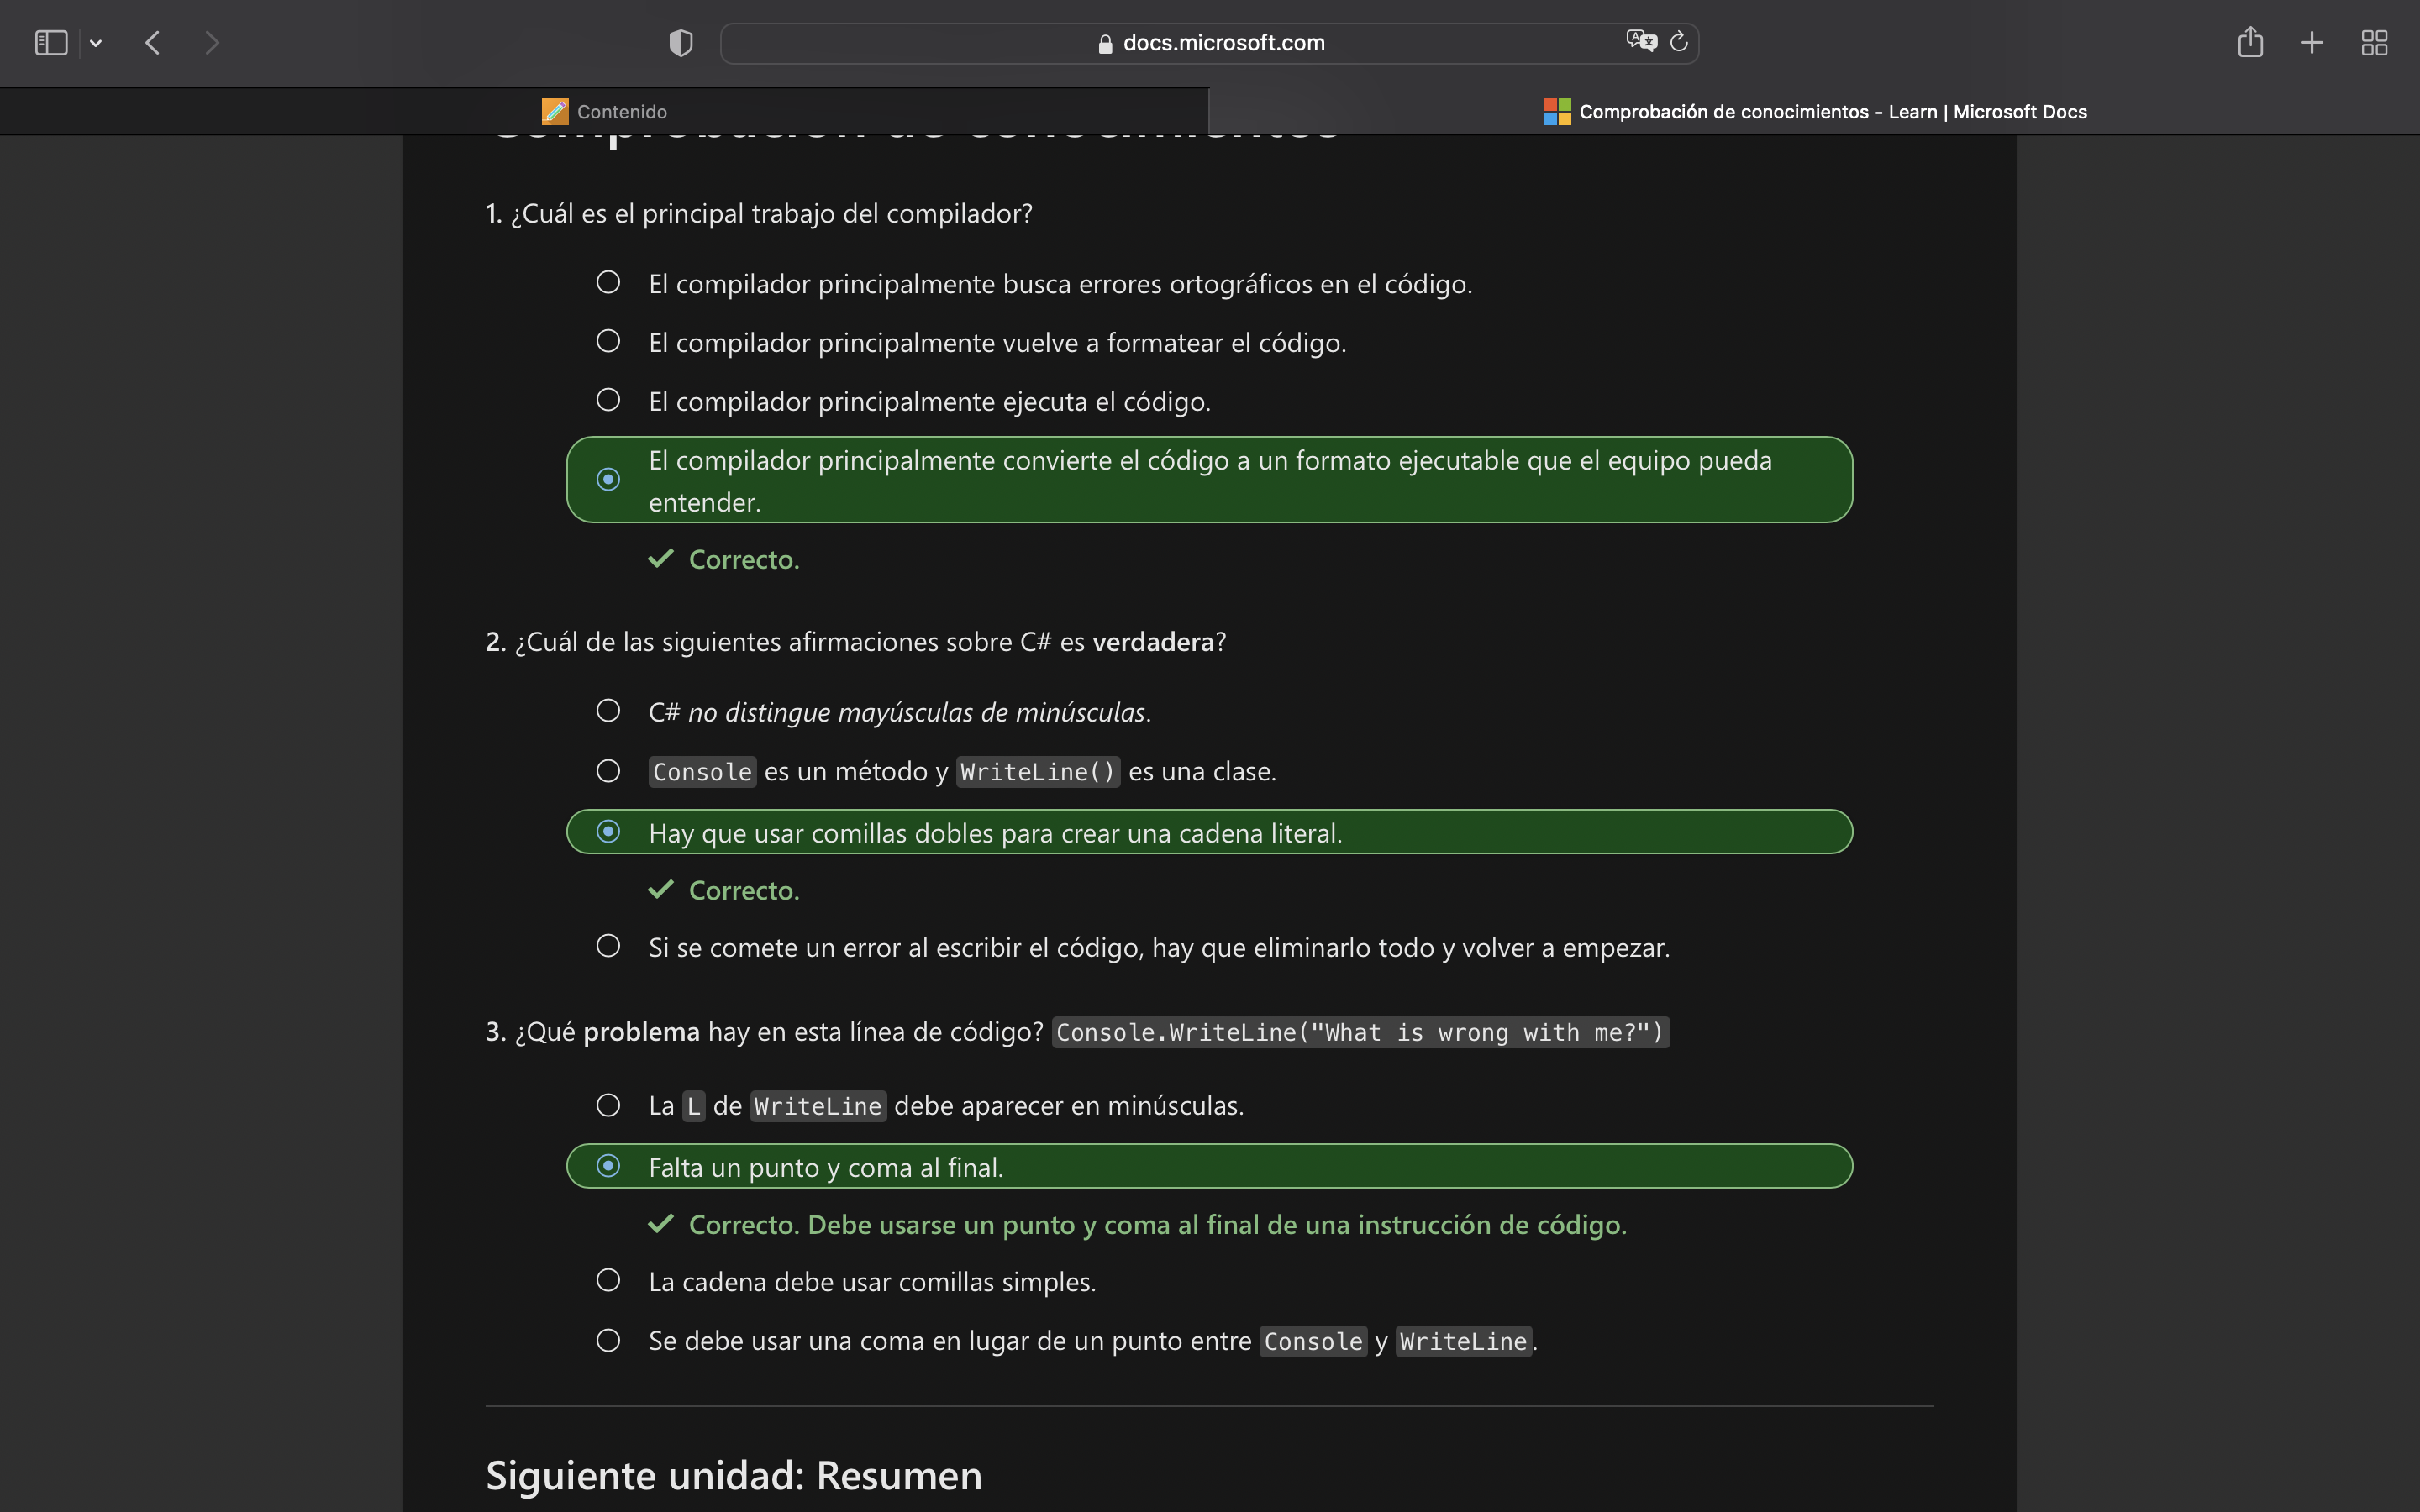 docs.microsoft.com
Contenido
Comprobación de conocimientos - Learn | Microsoft Docs
Comprobación de conocimientos
1. ¿Cuál es el principal trabajo del compilador?
El compilador principalmente busca errores ortográficos en el código.
El compilador principalmente vuelve a formatear el código.
El compilador principalmente ejecuta el código.
El compilador principalmente convierte el código a un formato ejecutable que el equipo pueda
entender.
Correcto.
2. ¿Cuál de las siguientes afirmaciones sobre C# es verdadera?
C# no distingue mayúsculas de minúsculas.
Console es un método y WriteLine() es una clase.
Hay que usar comillas dobles para crear una cadena literal.
Correcto.
Si se comete un error al escribir el código, hay que eliminarlo todo y volver a empezar.
3. ¿Qué problema hay en esta línea de código? Console.WriteLine("What is wrong with me?")
La L de WriteLine debe aparecer en minúsculas.
Falta un punto y coma al final.
Correcto. Debe usarse un punto y coma al final de una instrucción de código.
La cadena debe usar comillas simples.
Se debe usar una coma en lugar de un punto entre Console y WriteLine.
Siguiente unidad: Resumen